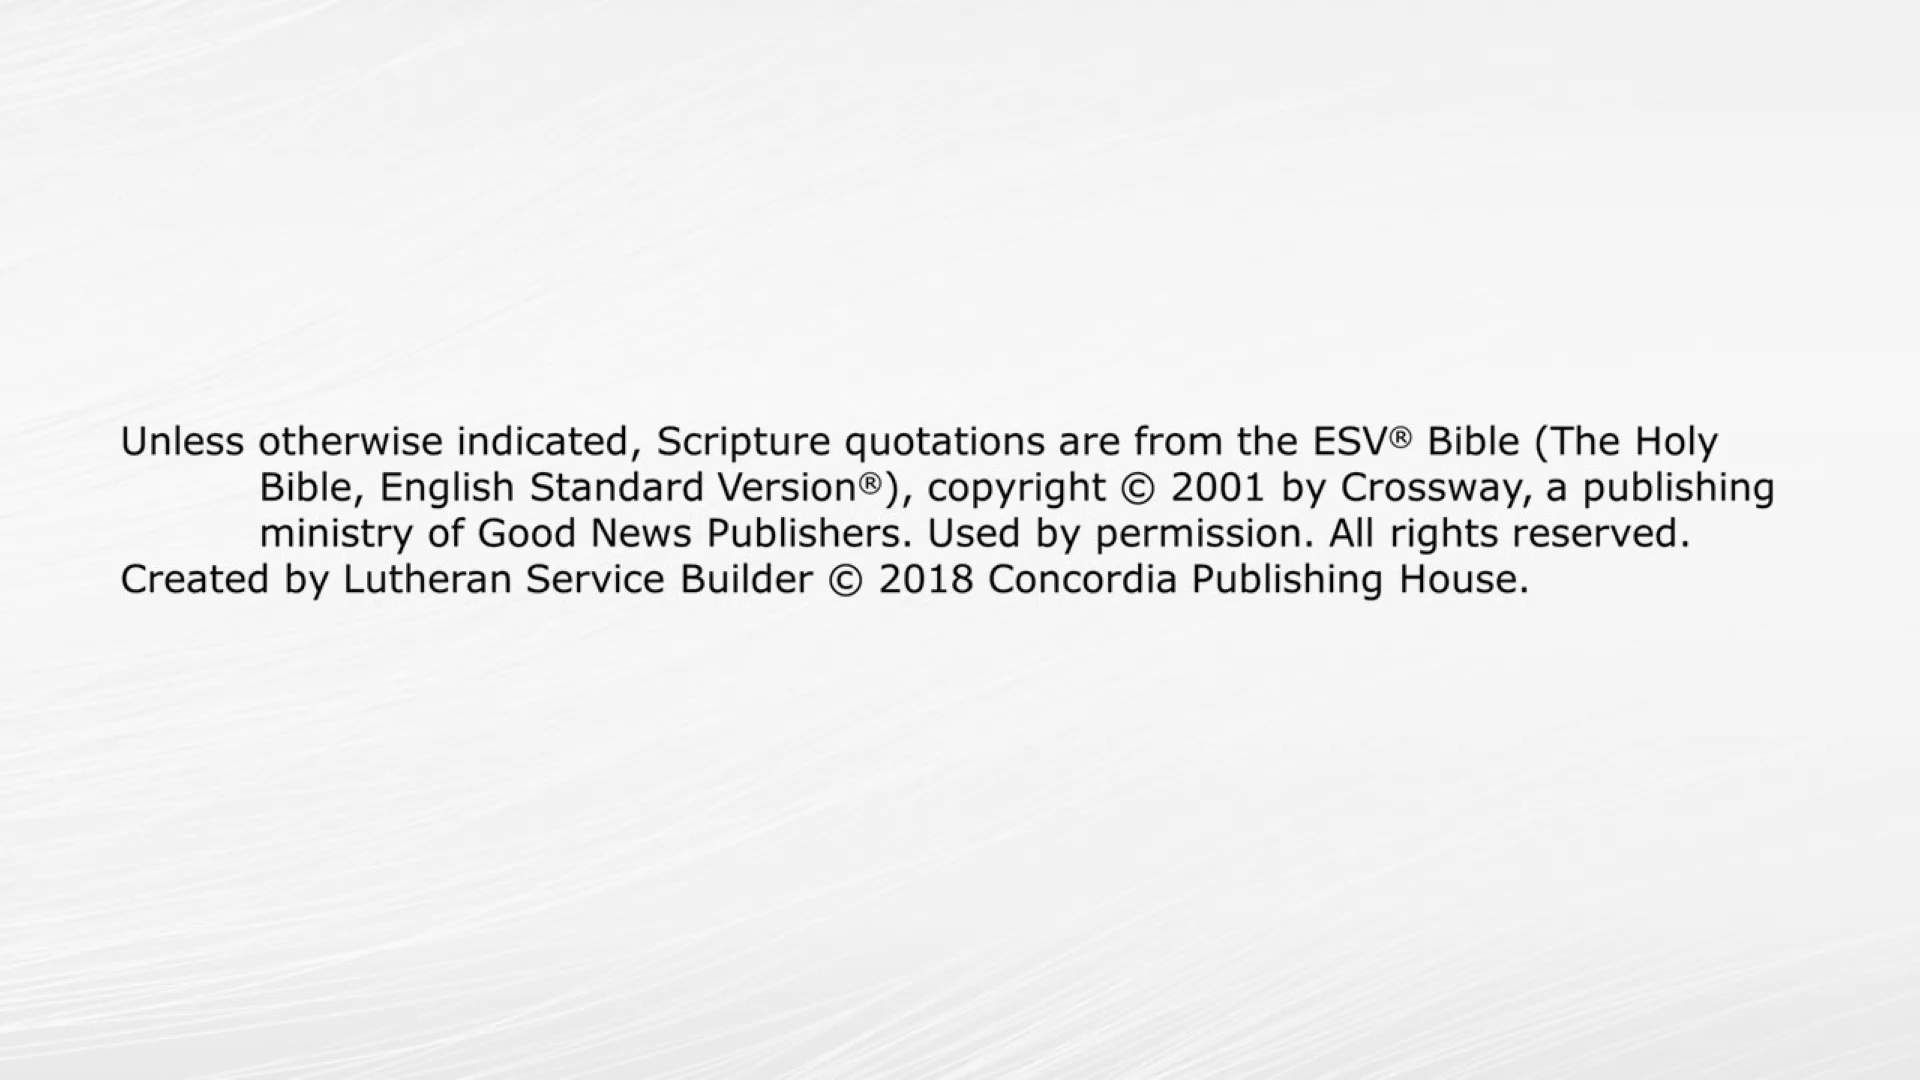 Unless otherwise indicated, Scripture quotations are from the ESV® Bible (The Holy
Bible, English Standard Version®), copyright © 2001 by Crossway, a publishing
ministry of Good News Publishers. Used by permission. All rights reserved.
Created by Lutheran Service Builder © 2018 Concordia Publishing House.